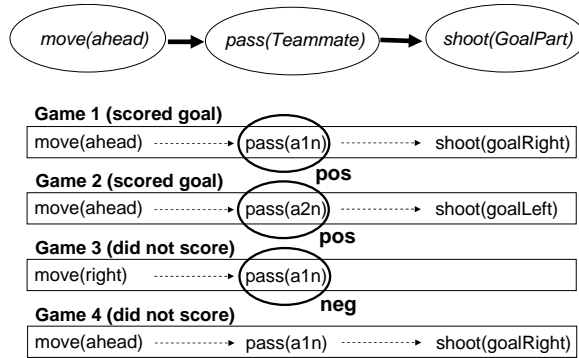 move(ahead) pass(Teammate) shoot(GoalPart)
Game 1 (scored goal)
move(ahead) pass(a1n) shoot(goalRight)
pos
Game 2 (scored goal)
move(ahead) pass(a2n) shoot(goalLeft)
pos
Game 3 (did not score)
move(right) pass(a1n)
neg
Game 4 (did not score)
move(ahead) pass(a1n) shoot(goalRight)